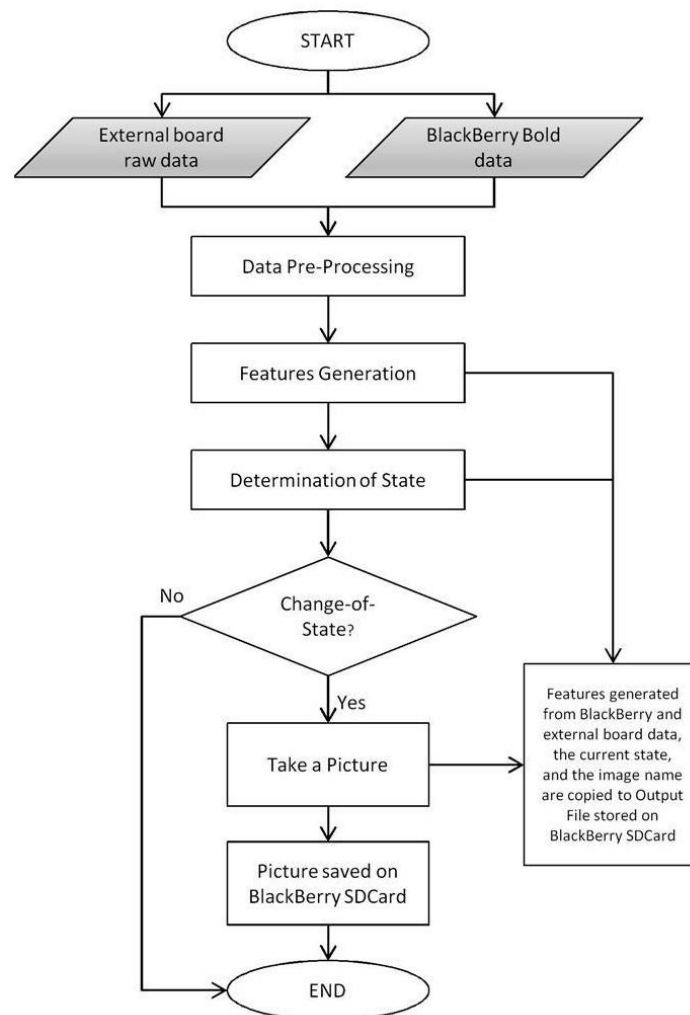 START
External board
raw data
BlackBerry Bold
data
Data Pre-Processing
Features Generation
Determination of State
No
Change-of-
State?
Yes
Take a Picture
Features generated
from BlackBerry and
external board data,
the current state,
and the image name
are copied to Output
File stored on
BlackBerry SDCard
Picture saved on
BlackBerry SDCard
END